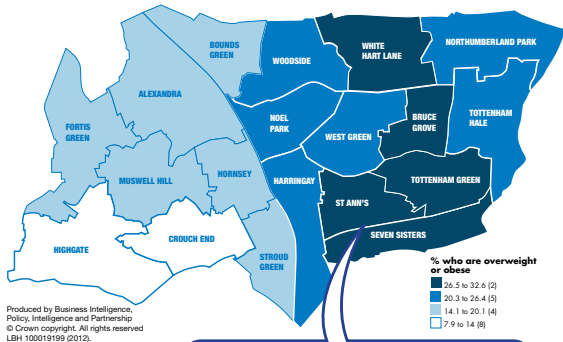 BOUNDS
GREEN
WOODSIDE
WHITE
HART LANE
NORTHUMBERLAND PARK
ALEXANDRA
FORTIS
GREEN
NOEL
PARK
WEST GREEN
BRUCE
GROVE
TOTTENHAM
HALE
MUSWELL HILL
HORNSEY
HARRINGAY
TOTTENHAM GREEN
ST ANN'S
HIGHGATE
CROUCH END
STROUD
GREEN
SEVEN SISTERS
% who are overweight
or obese
26.5 to 32.6 (2)
20.3 to 26.4 (5)
14.1 to 20.1 (4)
7.9 to 14 (8)
Produced by Business Intelligence,
Policy, Intelligence and Partnership
© Crown copyright. All rights reserved
LBH 100019199 (2012).